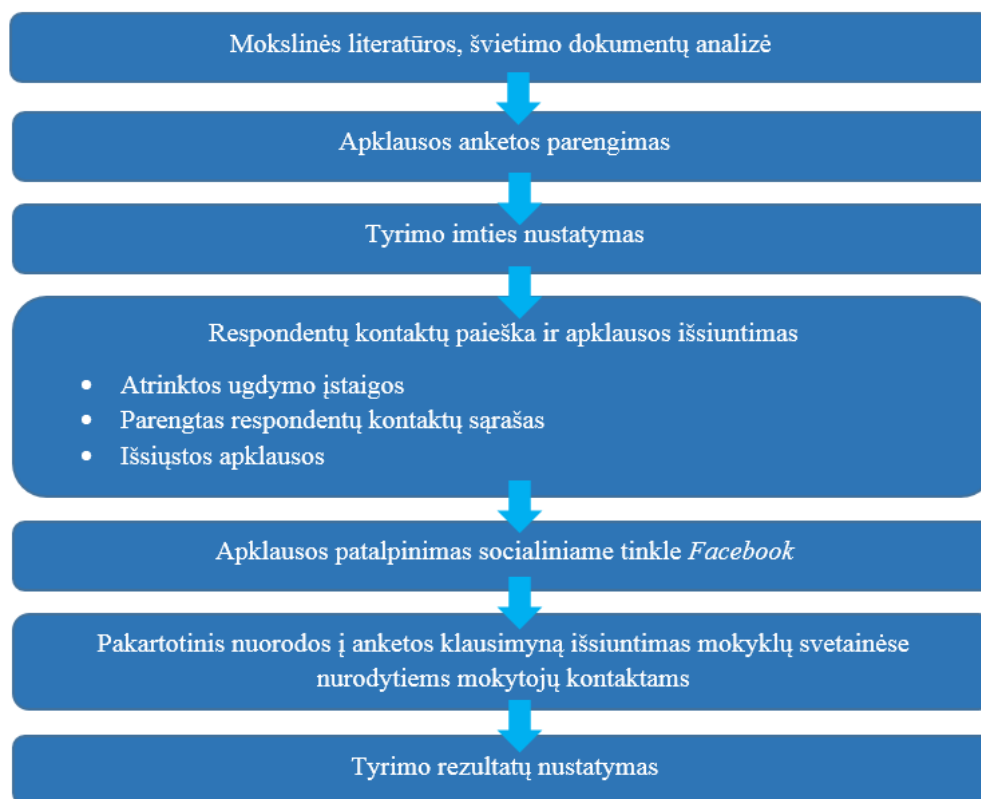 Mokslinės literatūros, švietimo dokumentų analizė
Apklausos anketos parengimas
Tyrimo imties nustatymas
Respondentų kontaktų paieška ir apklausos išsiuntimas
• Atrinktos ugdymo įstaigos
• Parengtas respondentų kontaktų sąrašas
• Išsiųstos apklausos
Apklausos patalpinimas socialiniame tinkle Facebook
Pakartotinis nuorodos į anketos klausimyną išsiuntimas mokyklų svetainėse
nurodytiems mokytojų kontaktams
Tyrimo rezultatų nustatymas